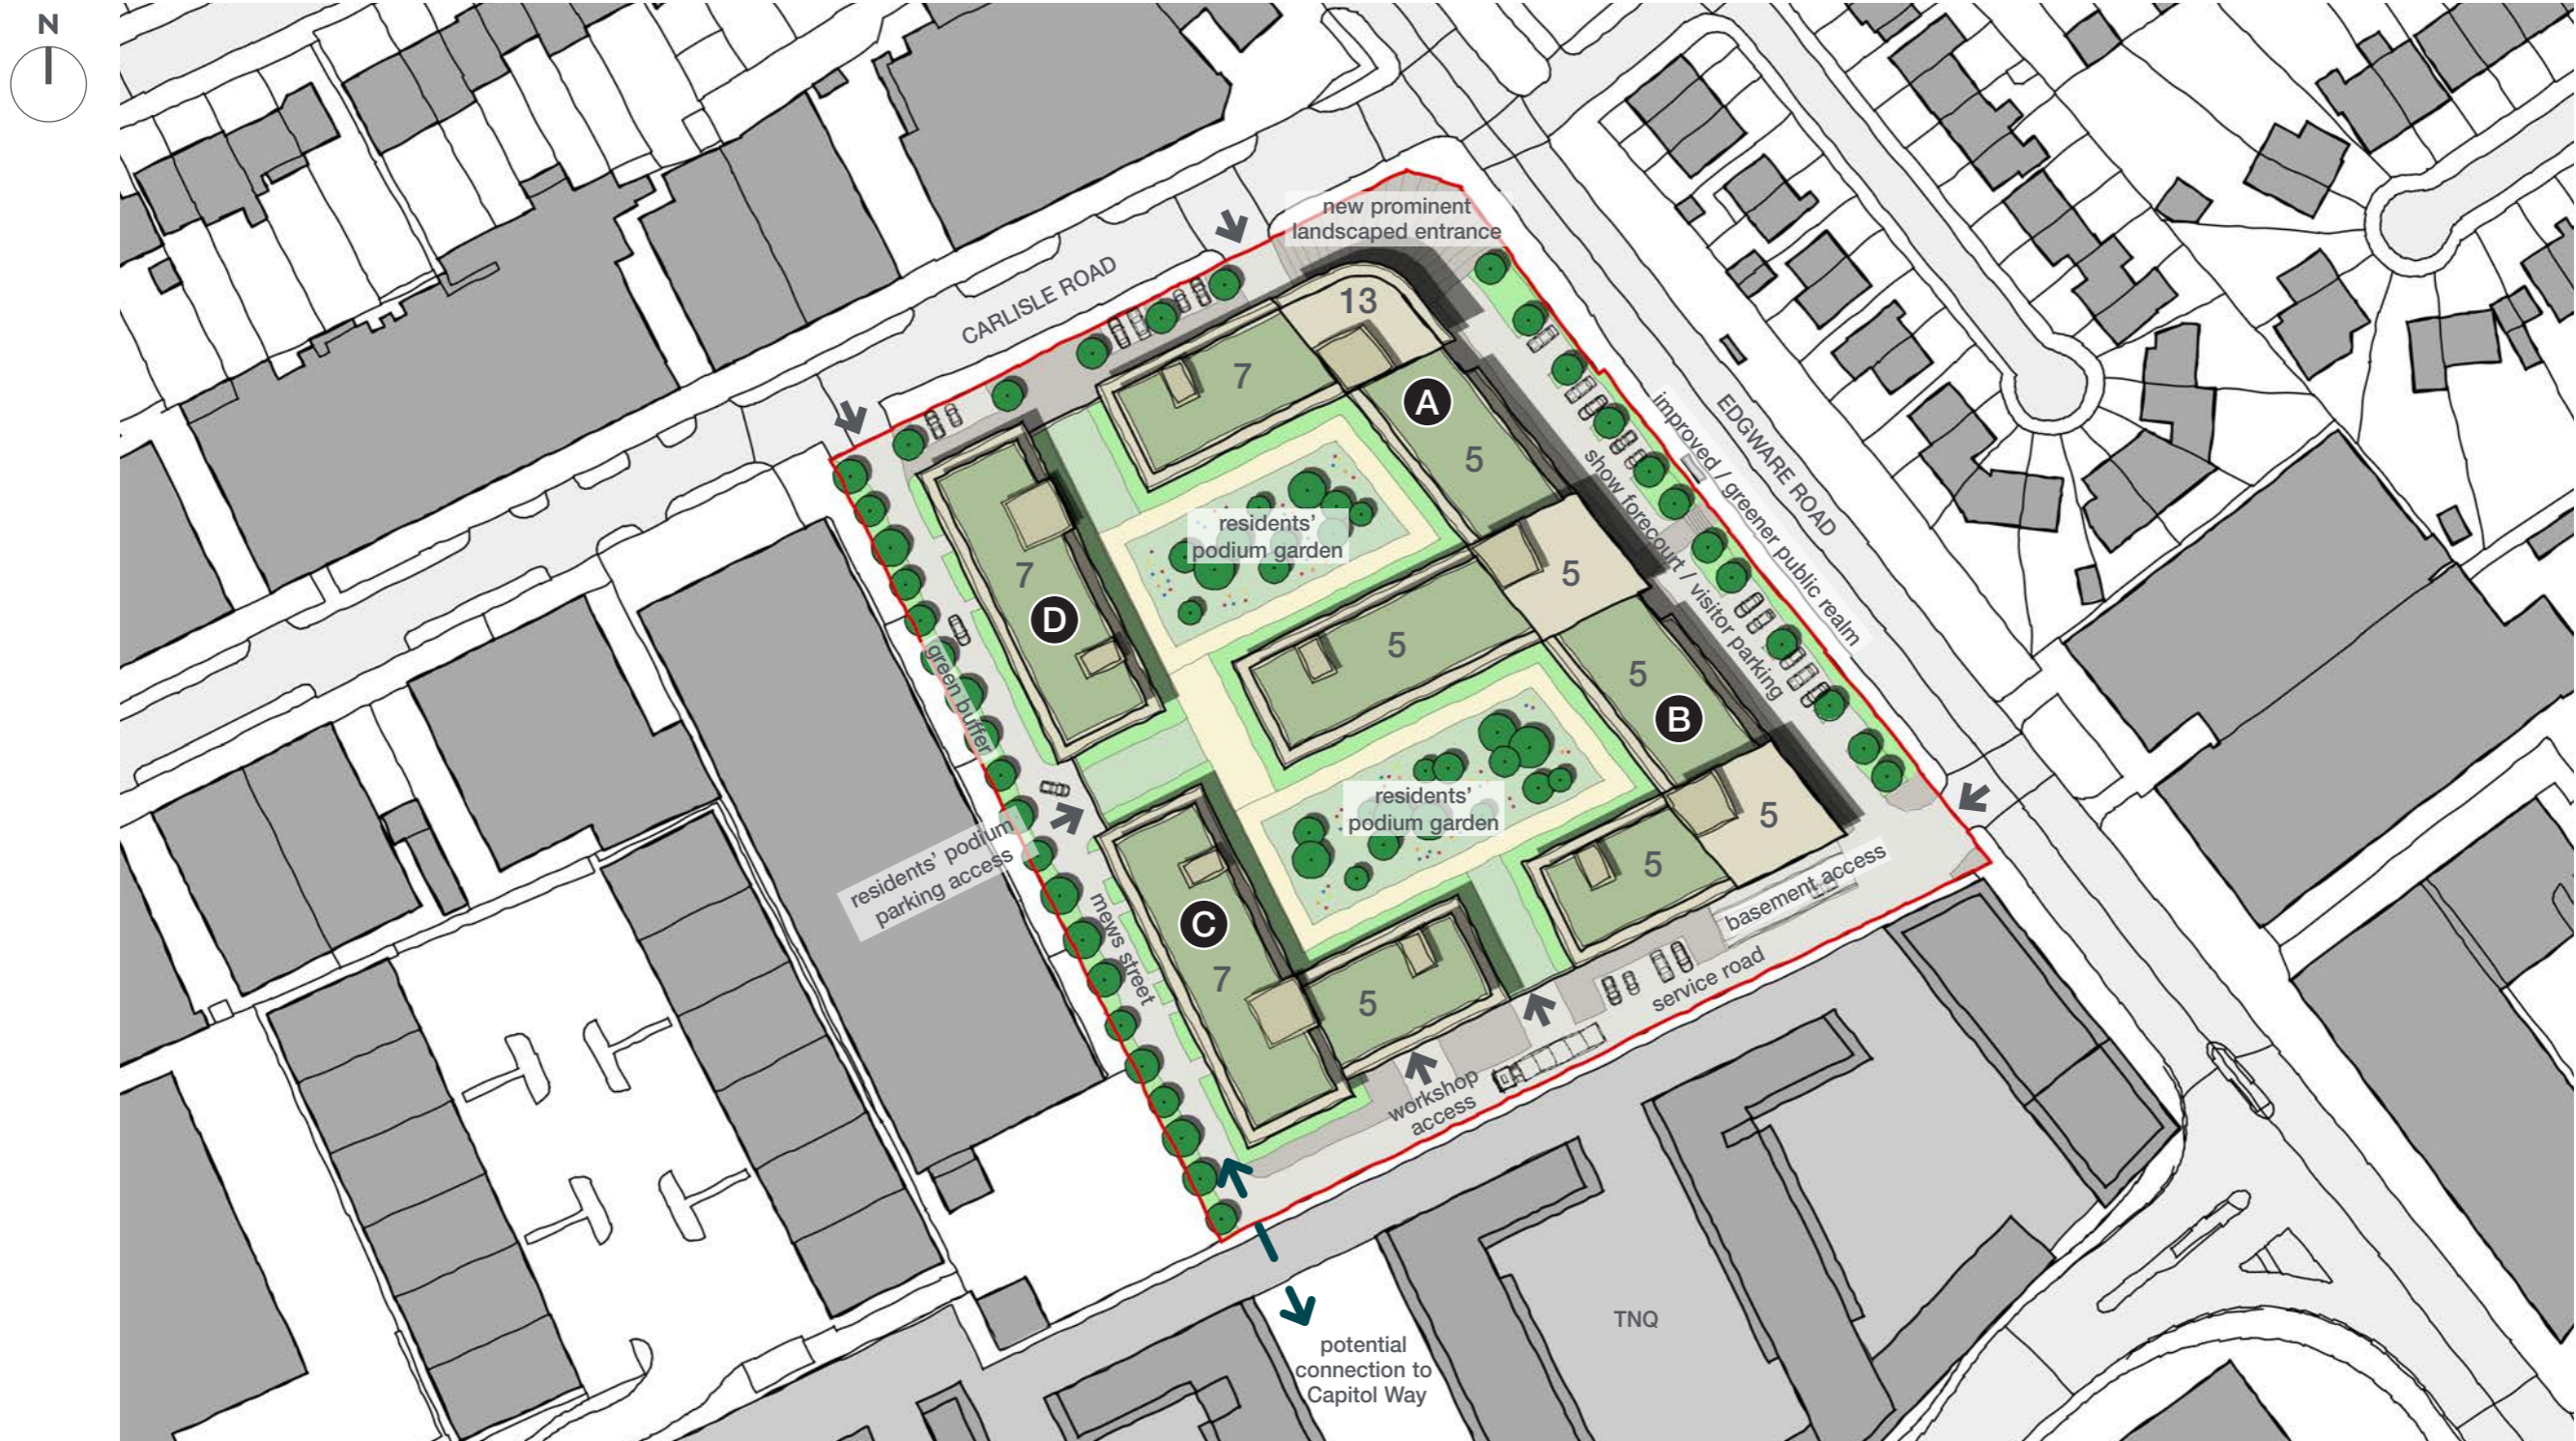 N
new prominent
landscaped entrance
CARLISLE ROAD
13
7
A
5
EDGWARE ROAD
improved / greener public realm
show forecourt / visitor parking
residents'
podium garden
7
D
5
5
5
B
green buffer
residents'
podium garden
5
5
residents' podium
parking access
basement access
mews street
C
7
5
service road
workshop
access
TNQ
potential
connection to
Capitol Way